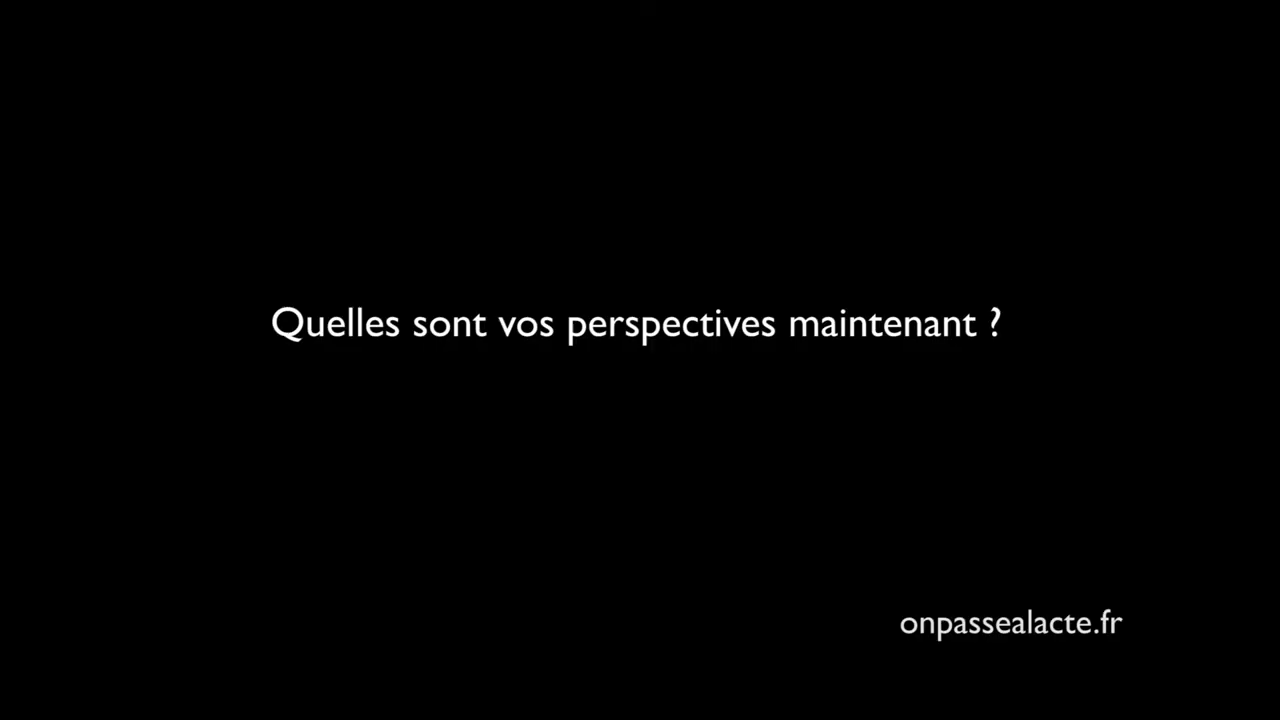 Quelles sont vos perspectives maintenant ?
onpassealacte.fr